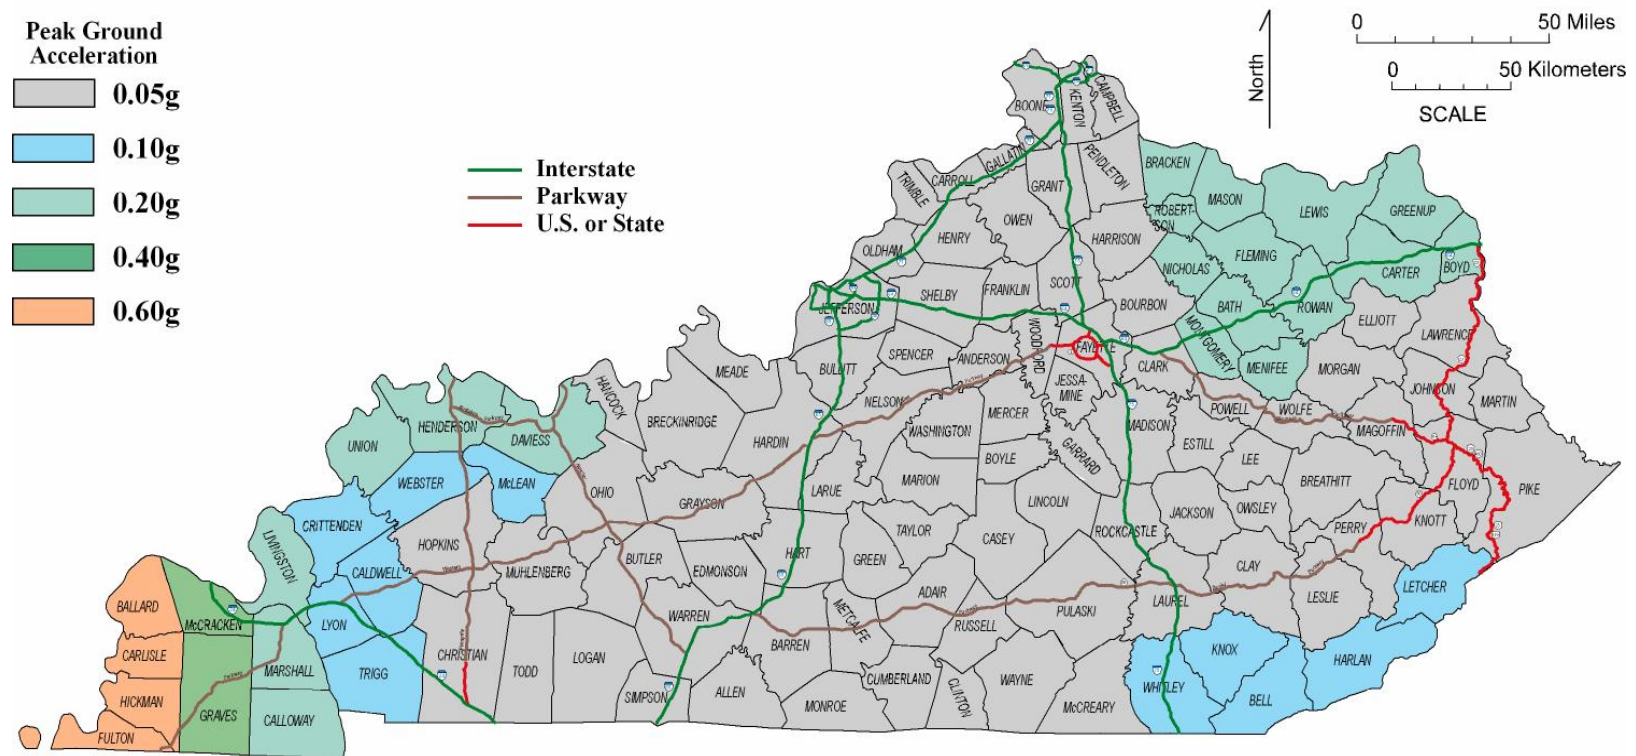 Peak Ground
Acceleration
0.05g
0.10g
0.20g
0.40g
0.60g
Interstate
Parkway
U.S. or State
North
0 50 Miles
0 50 Kilometers
SCALE
BOONE
KENTON
CAMPBELL
GALLATIN
PENDLETON
BRACKEN
CARROLL
TRIMBLE
GRANT
MASON
LEWIS
GREENUP
OWEN
ROBERT-
SON
HENRY
HARRISON
OLDHAM
FLEMING
NICHOLAS
CARTER
BOYD
SCOTT
SHELBY
FRANKLIN
BOURBON
BATH
ROWAN
JEFFERSON
ELLIOTT
LAWRENCE
WOODFORD
FAYETTE
MONTGOMERY
SPENCER
ANDERSON
BULLITT
CLARK
MENIFEE
MORGAN
MEADE
JESSA-
MINE
JOHNSON
MARTIN
HANCOCK
NELSON
MERCER
POWELL
WOLFE
BRECKINRIDGE
MADISON
MAGOFFIN
HENDERSON
DAVIESS
UNION
HARDIN
WASHINGTON
GARRARD
ESTILL
BOYLE
LEE
WEBSTER
McLEAN
MARION
BREATHITT
FLOYD
PIKE
OHIO
GRAYSON
LARUE
LINCOLN
JACKSON
OWSLEY
CRITTENDEN
KNOTT
PERRY
TAYLOR
ROCKCASTLE
CASEY
LIVINGSTON
HOPKINS
HART
BUTLER
GREEN
CALDWELL
MUHLENBERG
EDMONSON
CLAY
LETCHER
ADAIR
LAUREL
LESLIE
BALLARD
PULASKI
METCALFE
WARREN
McCRACKEN
LYON
RUSSELL
BARREN
KNOX
CARLISLE
CHRISTIAN
LOGAN
HARLAN
MARSHALL
TRIGG
TODD
CUMBERLAND
WAYNE
WHITLEY
CLINTON
ALLEN
SIMPSON
BELL
HICKMAN
MONROE
McCREARY
GRAVES
CALLOWAY
FULTON